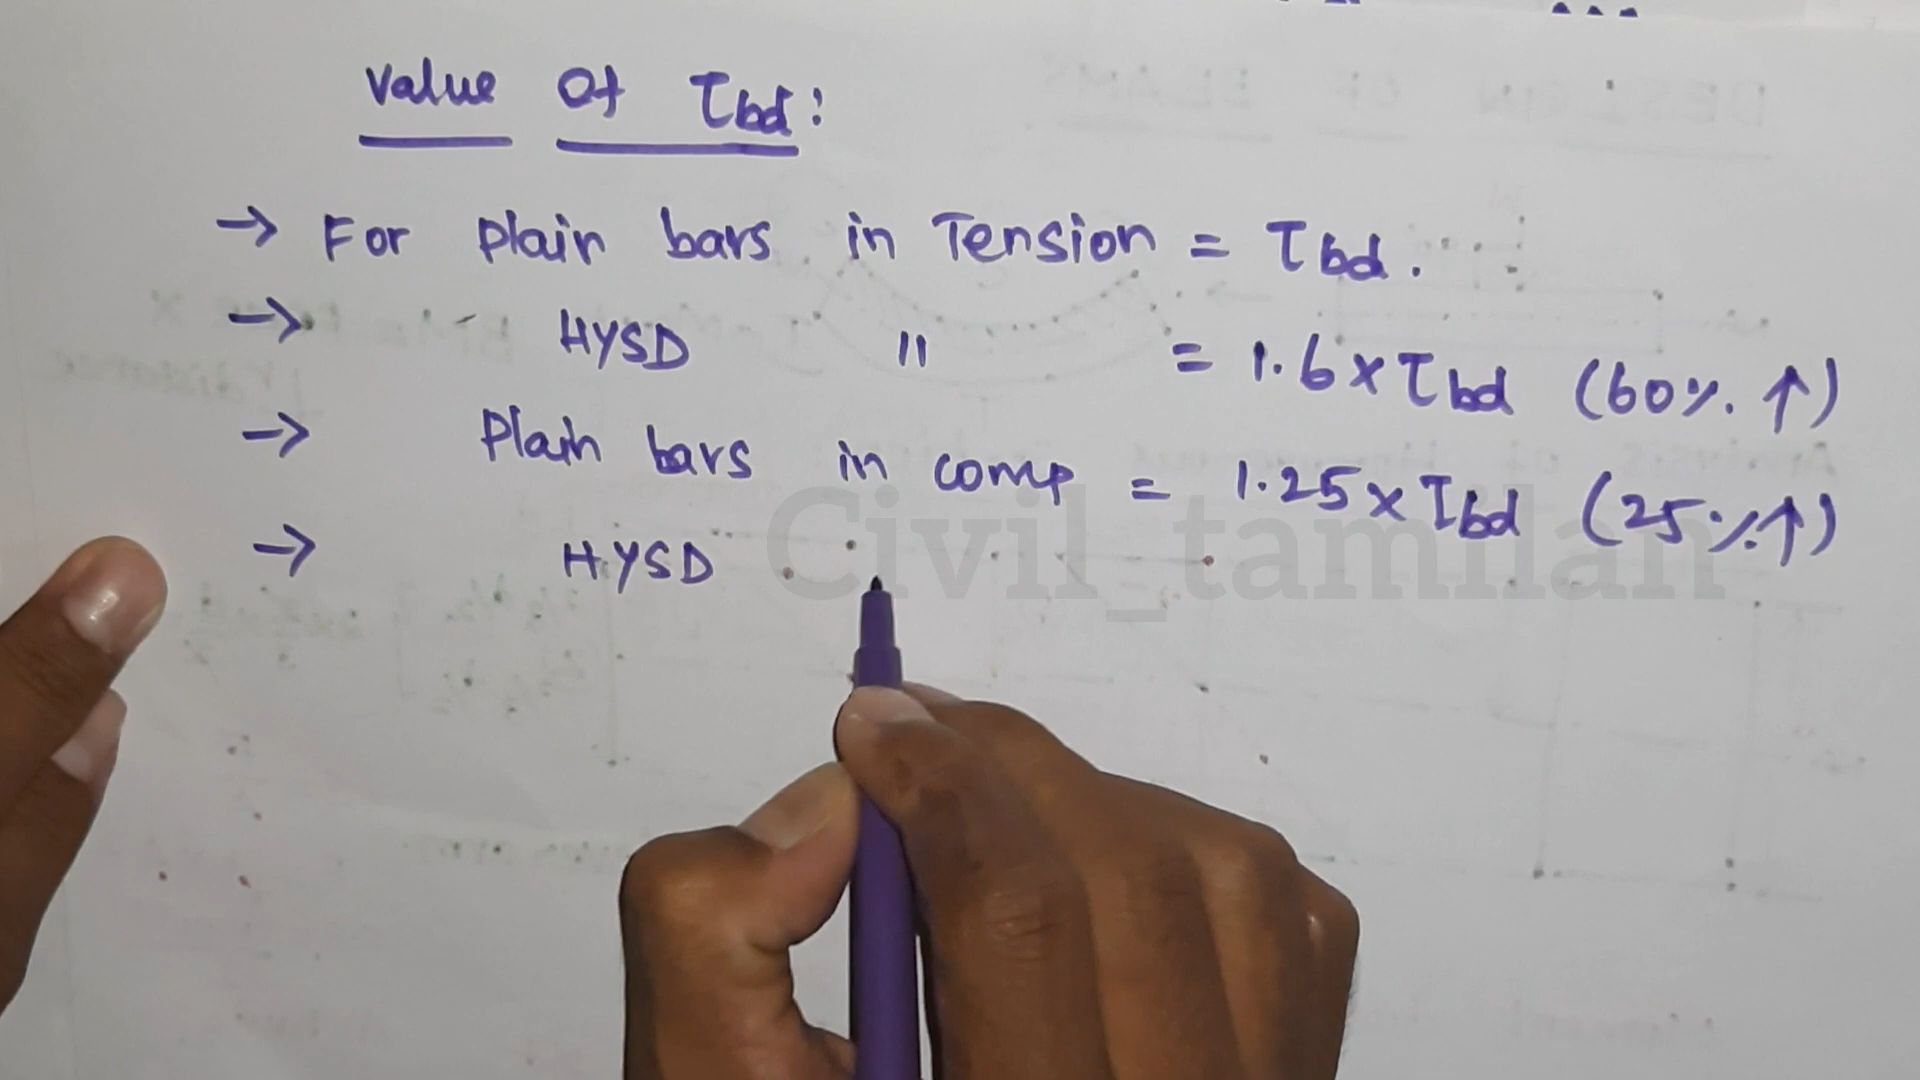 Value of τbd:
→ For Plain bars in Tension = τbd.
→ HYSD " = 1.6 × τbd (60% ↑)
→ Plain bars in comp = 1.25 × τbd (25% ↑)
→ HYSD
Civil_tamilan